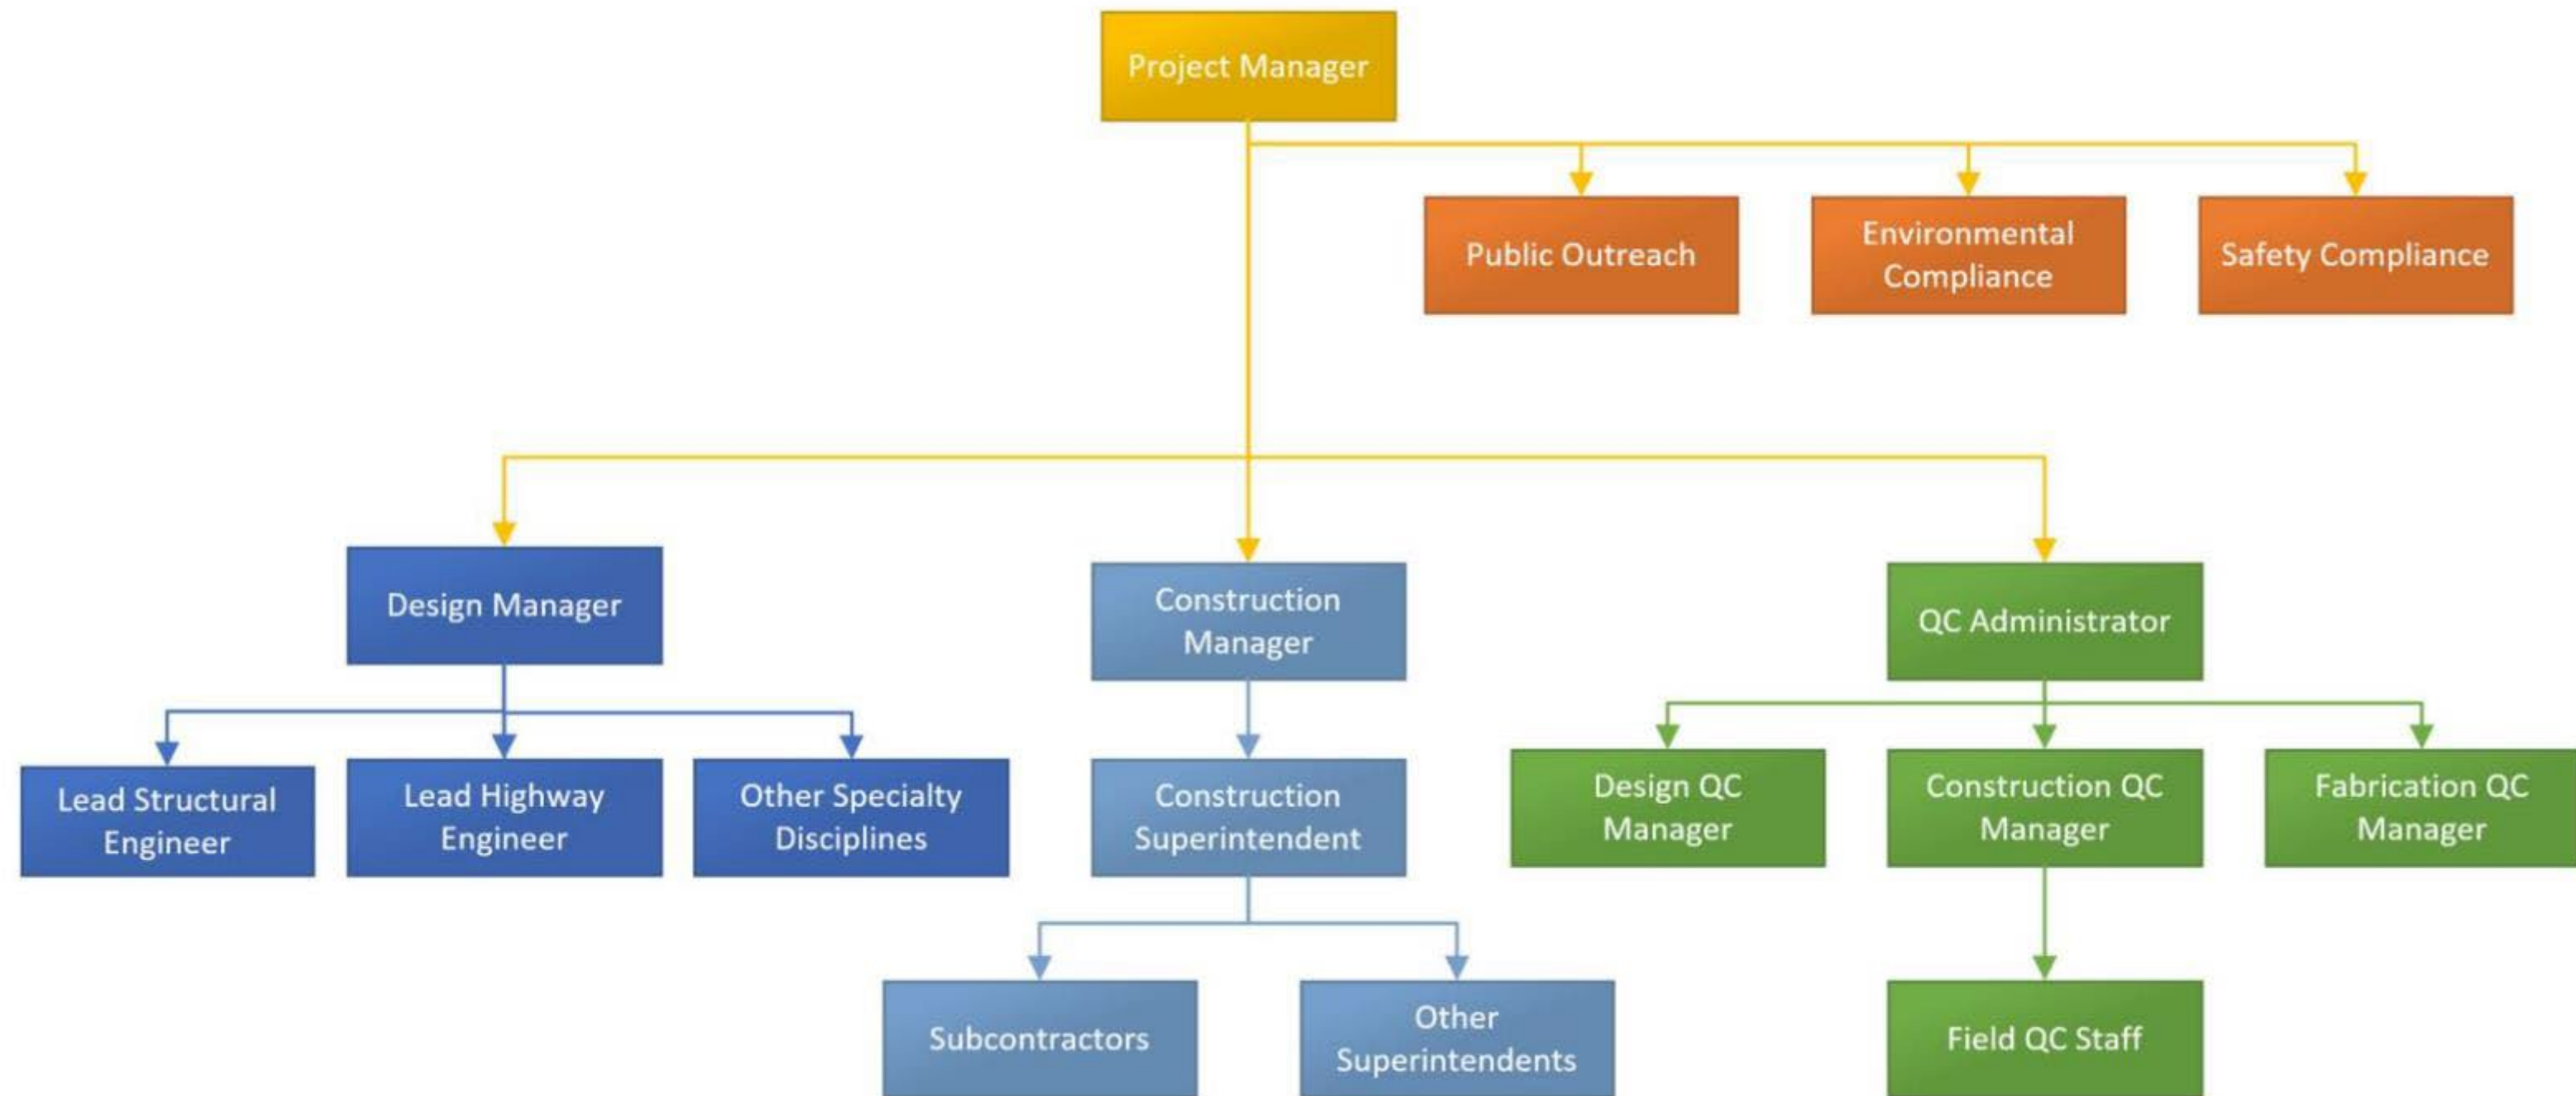 Project Manager
Public Outreach
Environmental
Compliance
Safety Compliance
Design Manager
Construction
Manager
QC Administrator
Lead Structural
Engineer
Lead Highway
Engineer
Other Specialty
Disciplines
Construction
Superintendent
Design QC
Manager
Construction QC
Manager
Fabrication QC
Manager
Subcontractors
Other
Superintendents
Field QC Staff